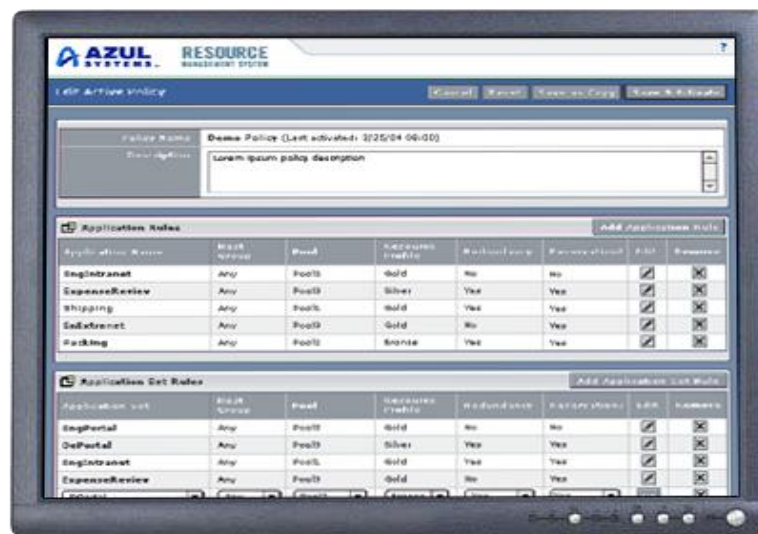 AZUL SYSTEMS.
RESOURCE MANAGEMENT SYSTEM
?
Edit Active Policy
Cancel Reset Save as Copy Save & Activate
Policy Name Demo Policy (Last activated: 3/25/04 08:00)
Description Lorem ipsum policy description
Application Rules Add Application Rule
Application Name Host Group Pool Resource Profile Redundancy Reservations Edit Remove
EngIntranet Any Gold No No
ExpenseReview Any Silver Yes Yes
Shipping Any Gold Yes Yes
Any Gold No Yes
Packing Any Bronze Yes Yes
Application Set Rules Add Application Set Rule
Application Set Host Group Pool Resource Profile Redundancy Reservations Edit Remove
EngPortal Any Gold No No
Any Silver Yes Yes
EngIntranet Any Gold Yes Yes
ExpenseReview Any Gold No Yes